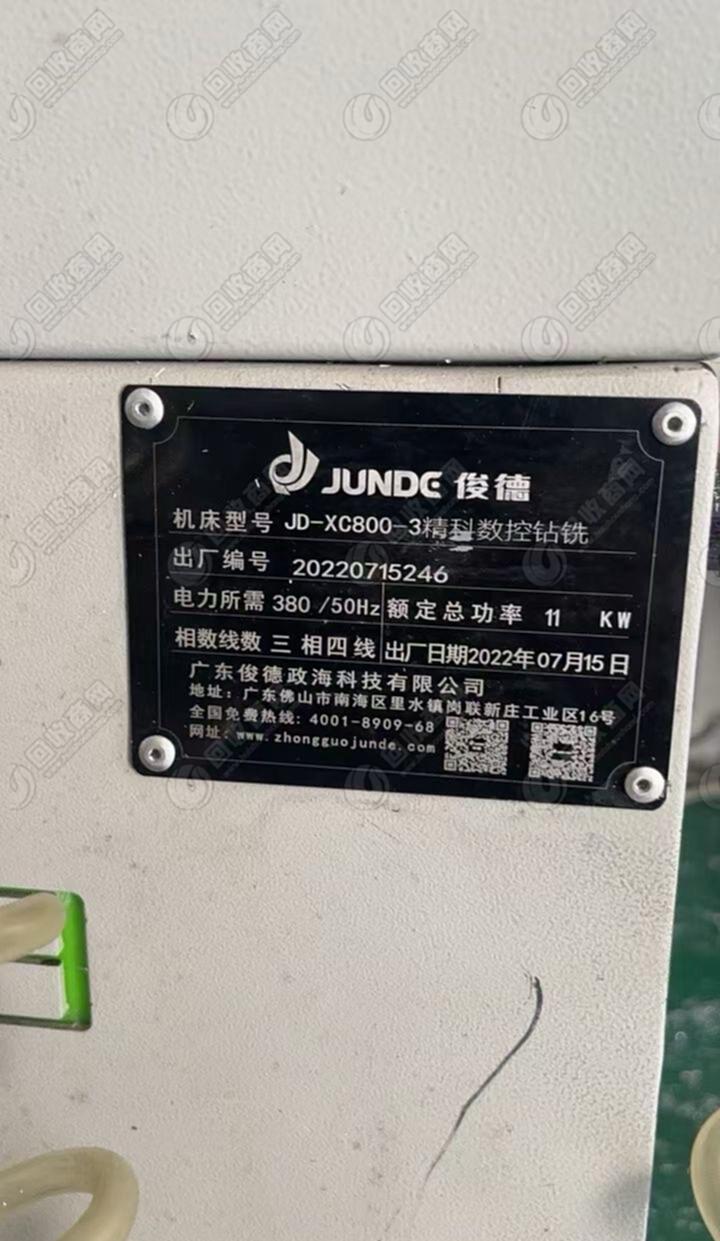 JUNDE 俊德
机床型号 JD-XC800-3精科数控钻铣
出厂编号 20220715246
电力所需 380/50Hz 额定总功率 11 KW
相数线数 三相四线 出厂日期2022年07月15日
广东俊德政海科技有限公司
地址: 广东佛山市南海区里水镇岗联新庄工业区16号
全国免费热线: 4001-8909-68
网址: www.zhongguojunde.com
回收商网